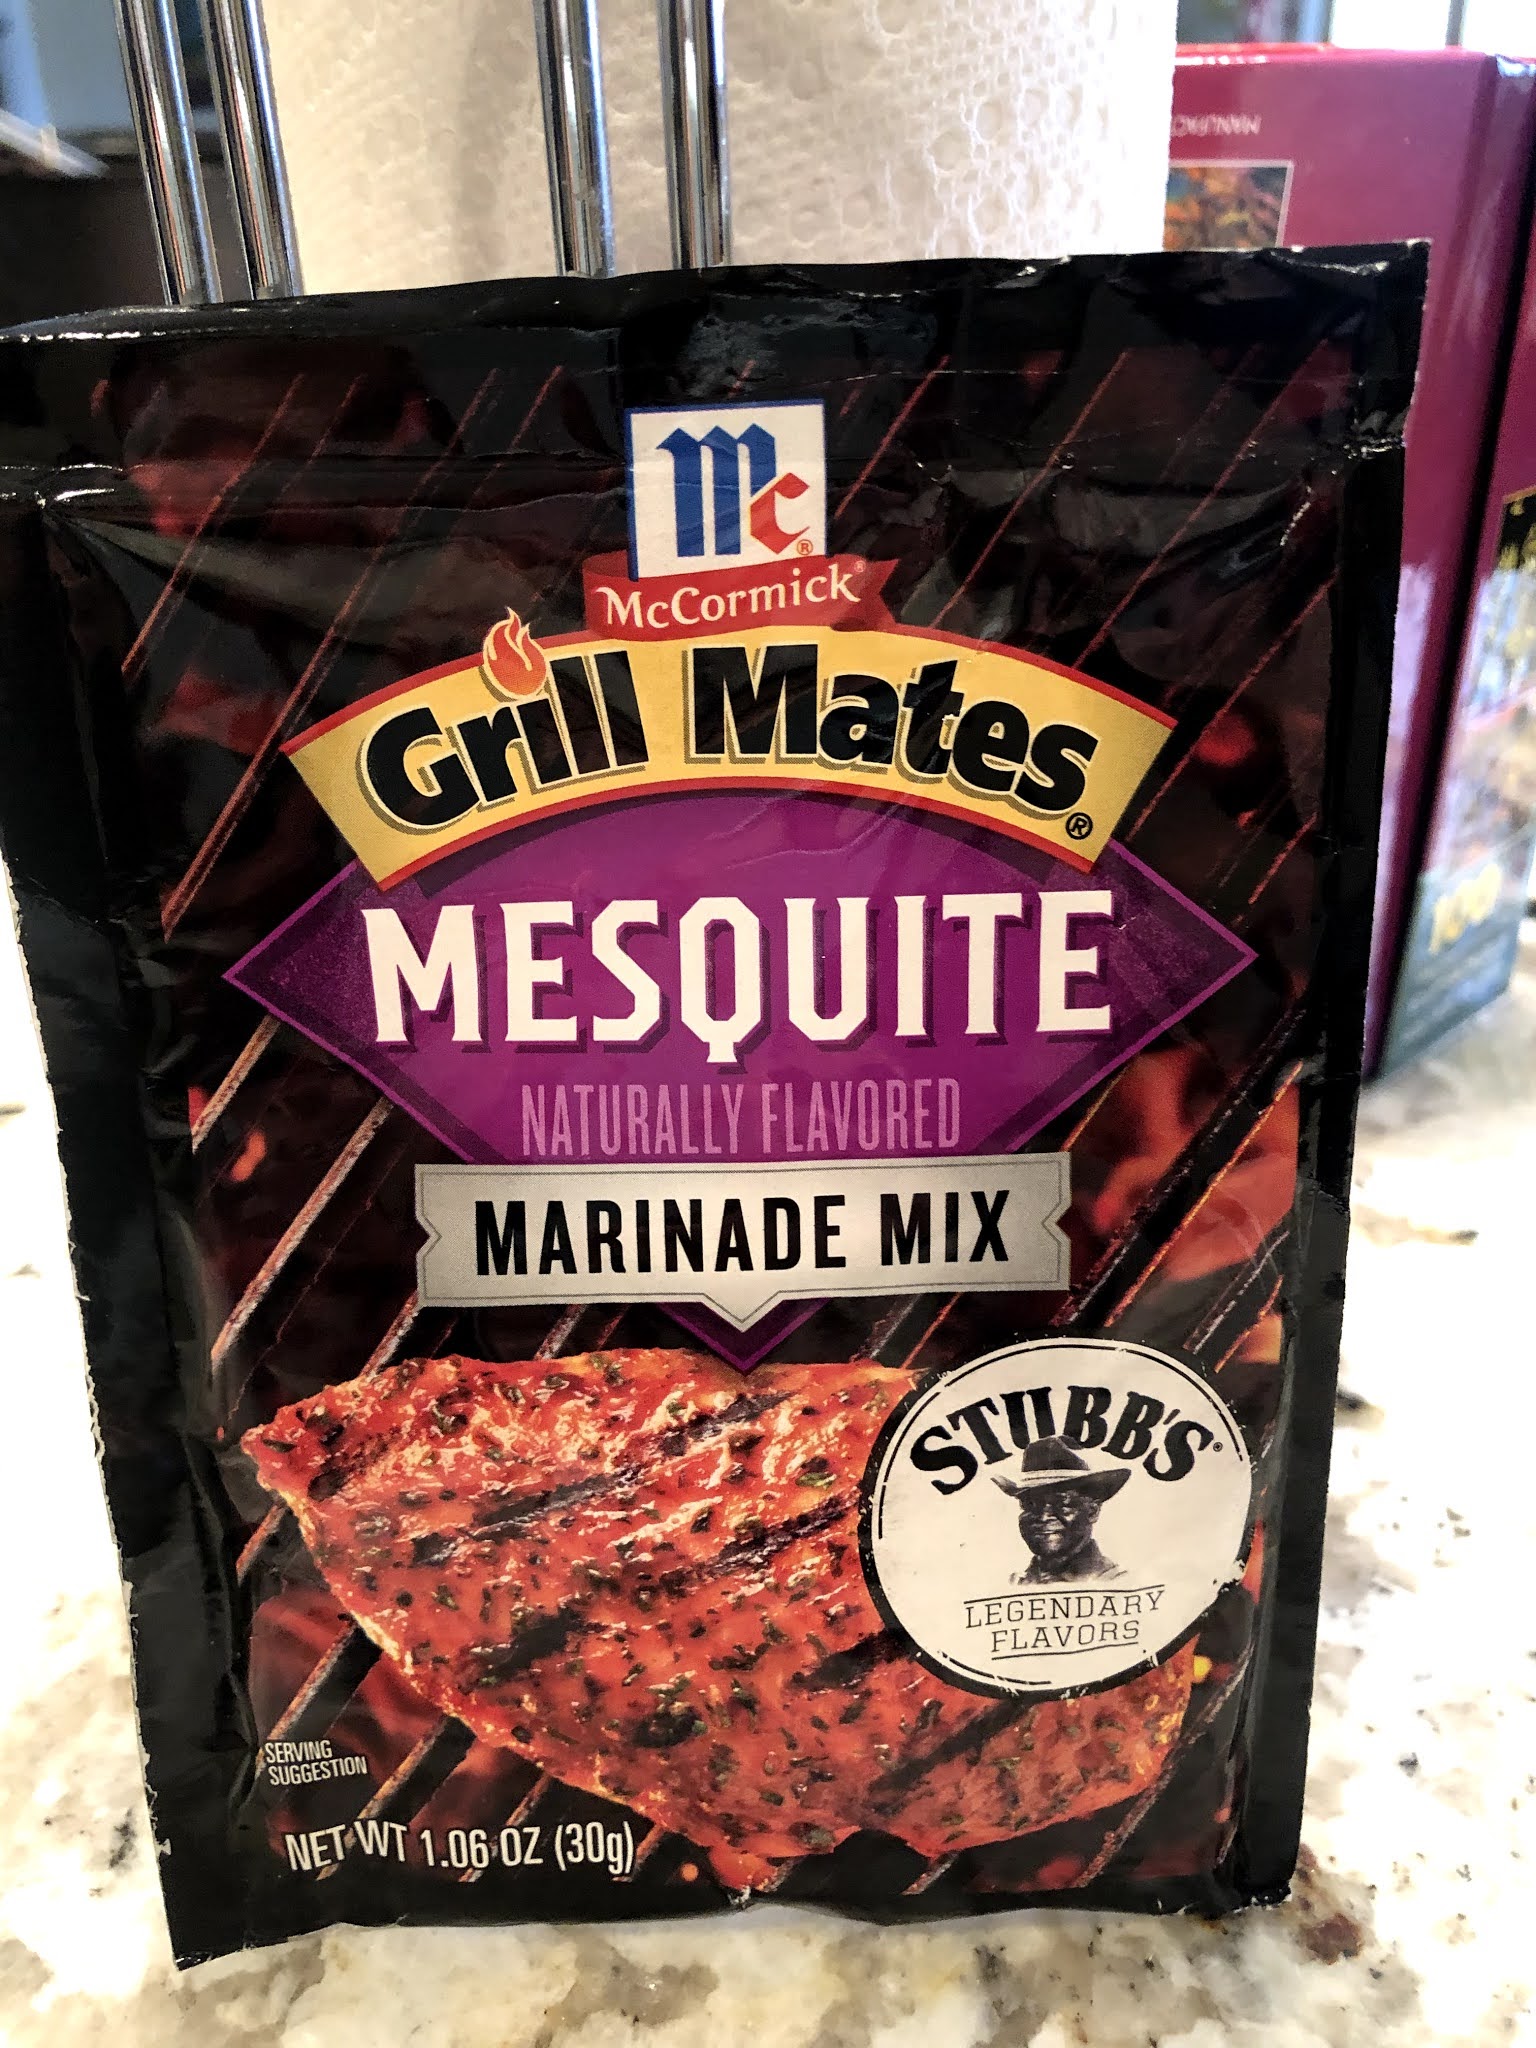 MANUFAC
Mc®
McCormick®
Grill Mates®
MESQUITE
NATURALLY FLAVORED
MARINADE MIX
STUBB'S
LEGENDARY
FLAVORS
SERVING
SUGGESTION
NET WT 1.06 OZ (30g)